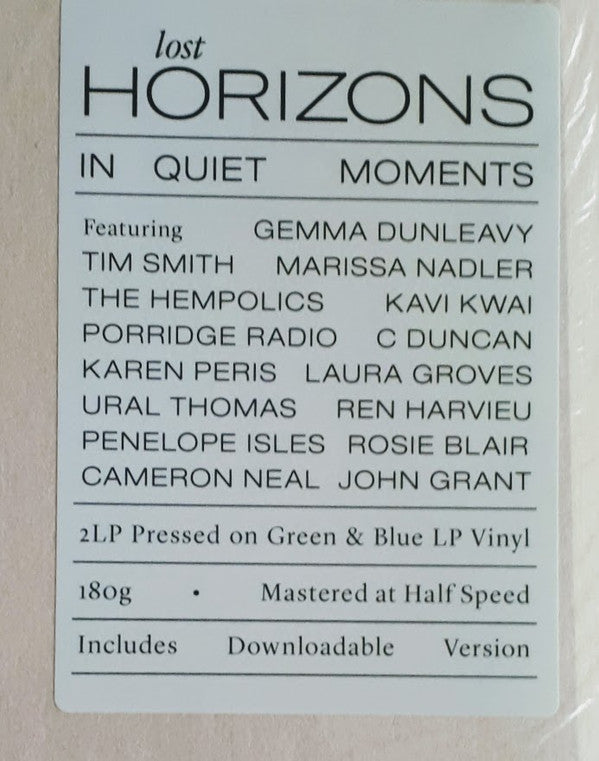 lost
HORIZONS
IN QUIET MOMENTS
Featuring GEMMA DUNLEAVY
TIM SMITH MARISSA NADLER
THE HEMPOLICS KAVI KWAI
PORRIDGE RADIO C DUNCAN
KAREN PERIS LAURA GROVES
URAL THOMAS REN HARVIEU
PENELOPE ISLES ROSIE BLAIR
CAMERON NEAL JOHN GRANT
2LP Pressed on Green & Blue LP Vinyl
180g • Mastered at Half Speed
Includes Downloadable Version